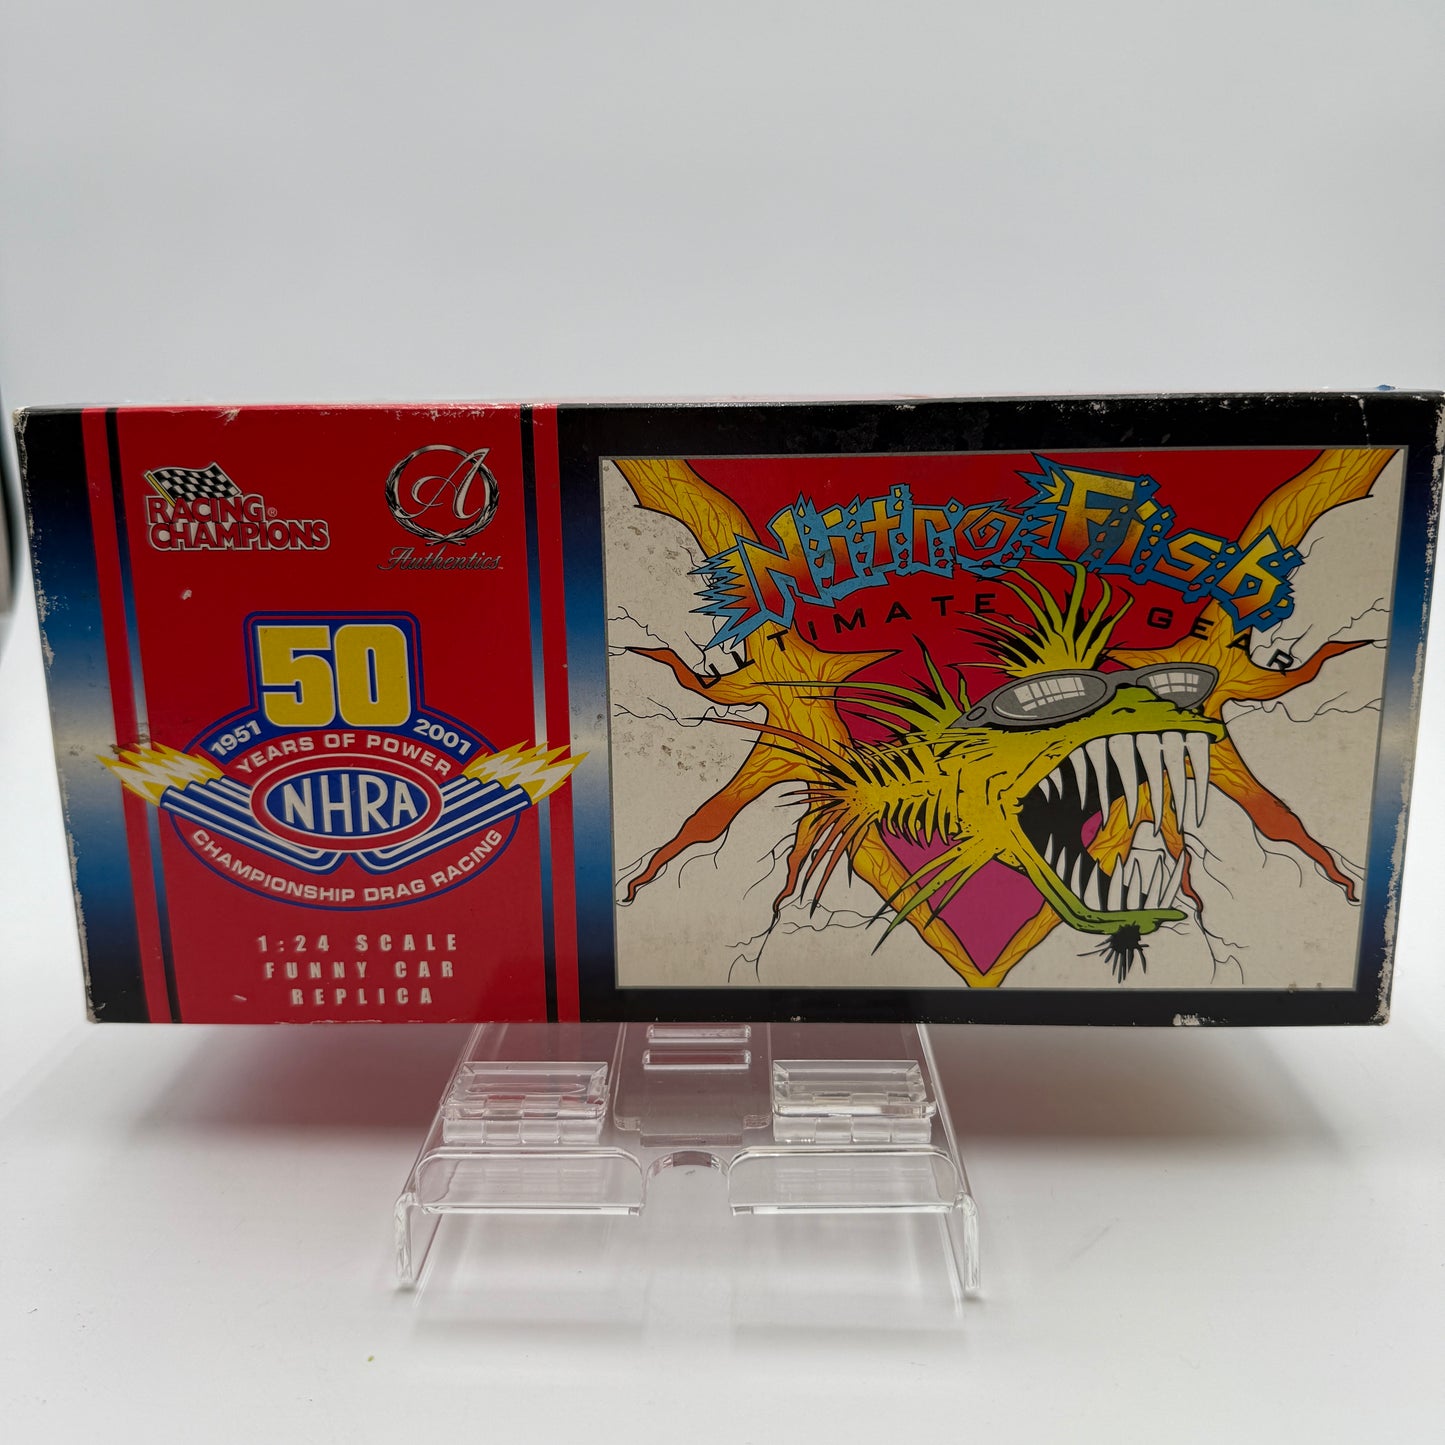 RACING®
CHAMPIONS
A
Authentics™
50
1951 2001
YEARS OF POWER
NHRA
CHAMPIONSHIP DRAG RACING
1:24 SCALE
FUNNY CAR
REPLICA
Nitro Fish
ULTIMATE GEAR